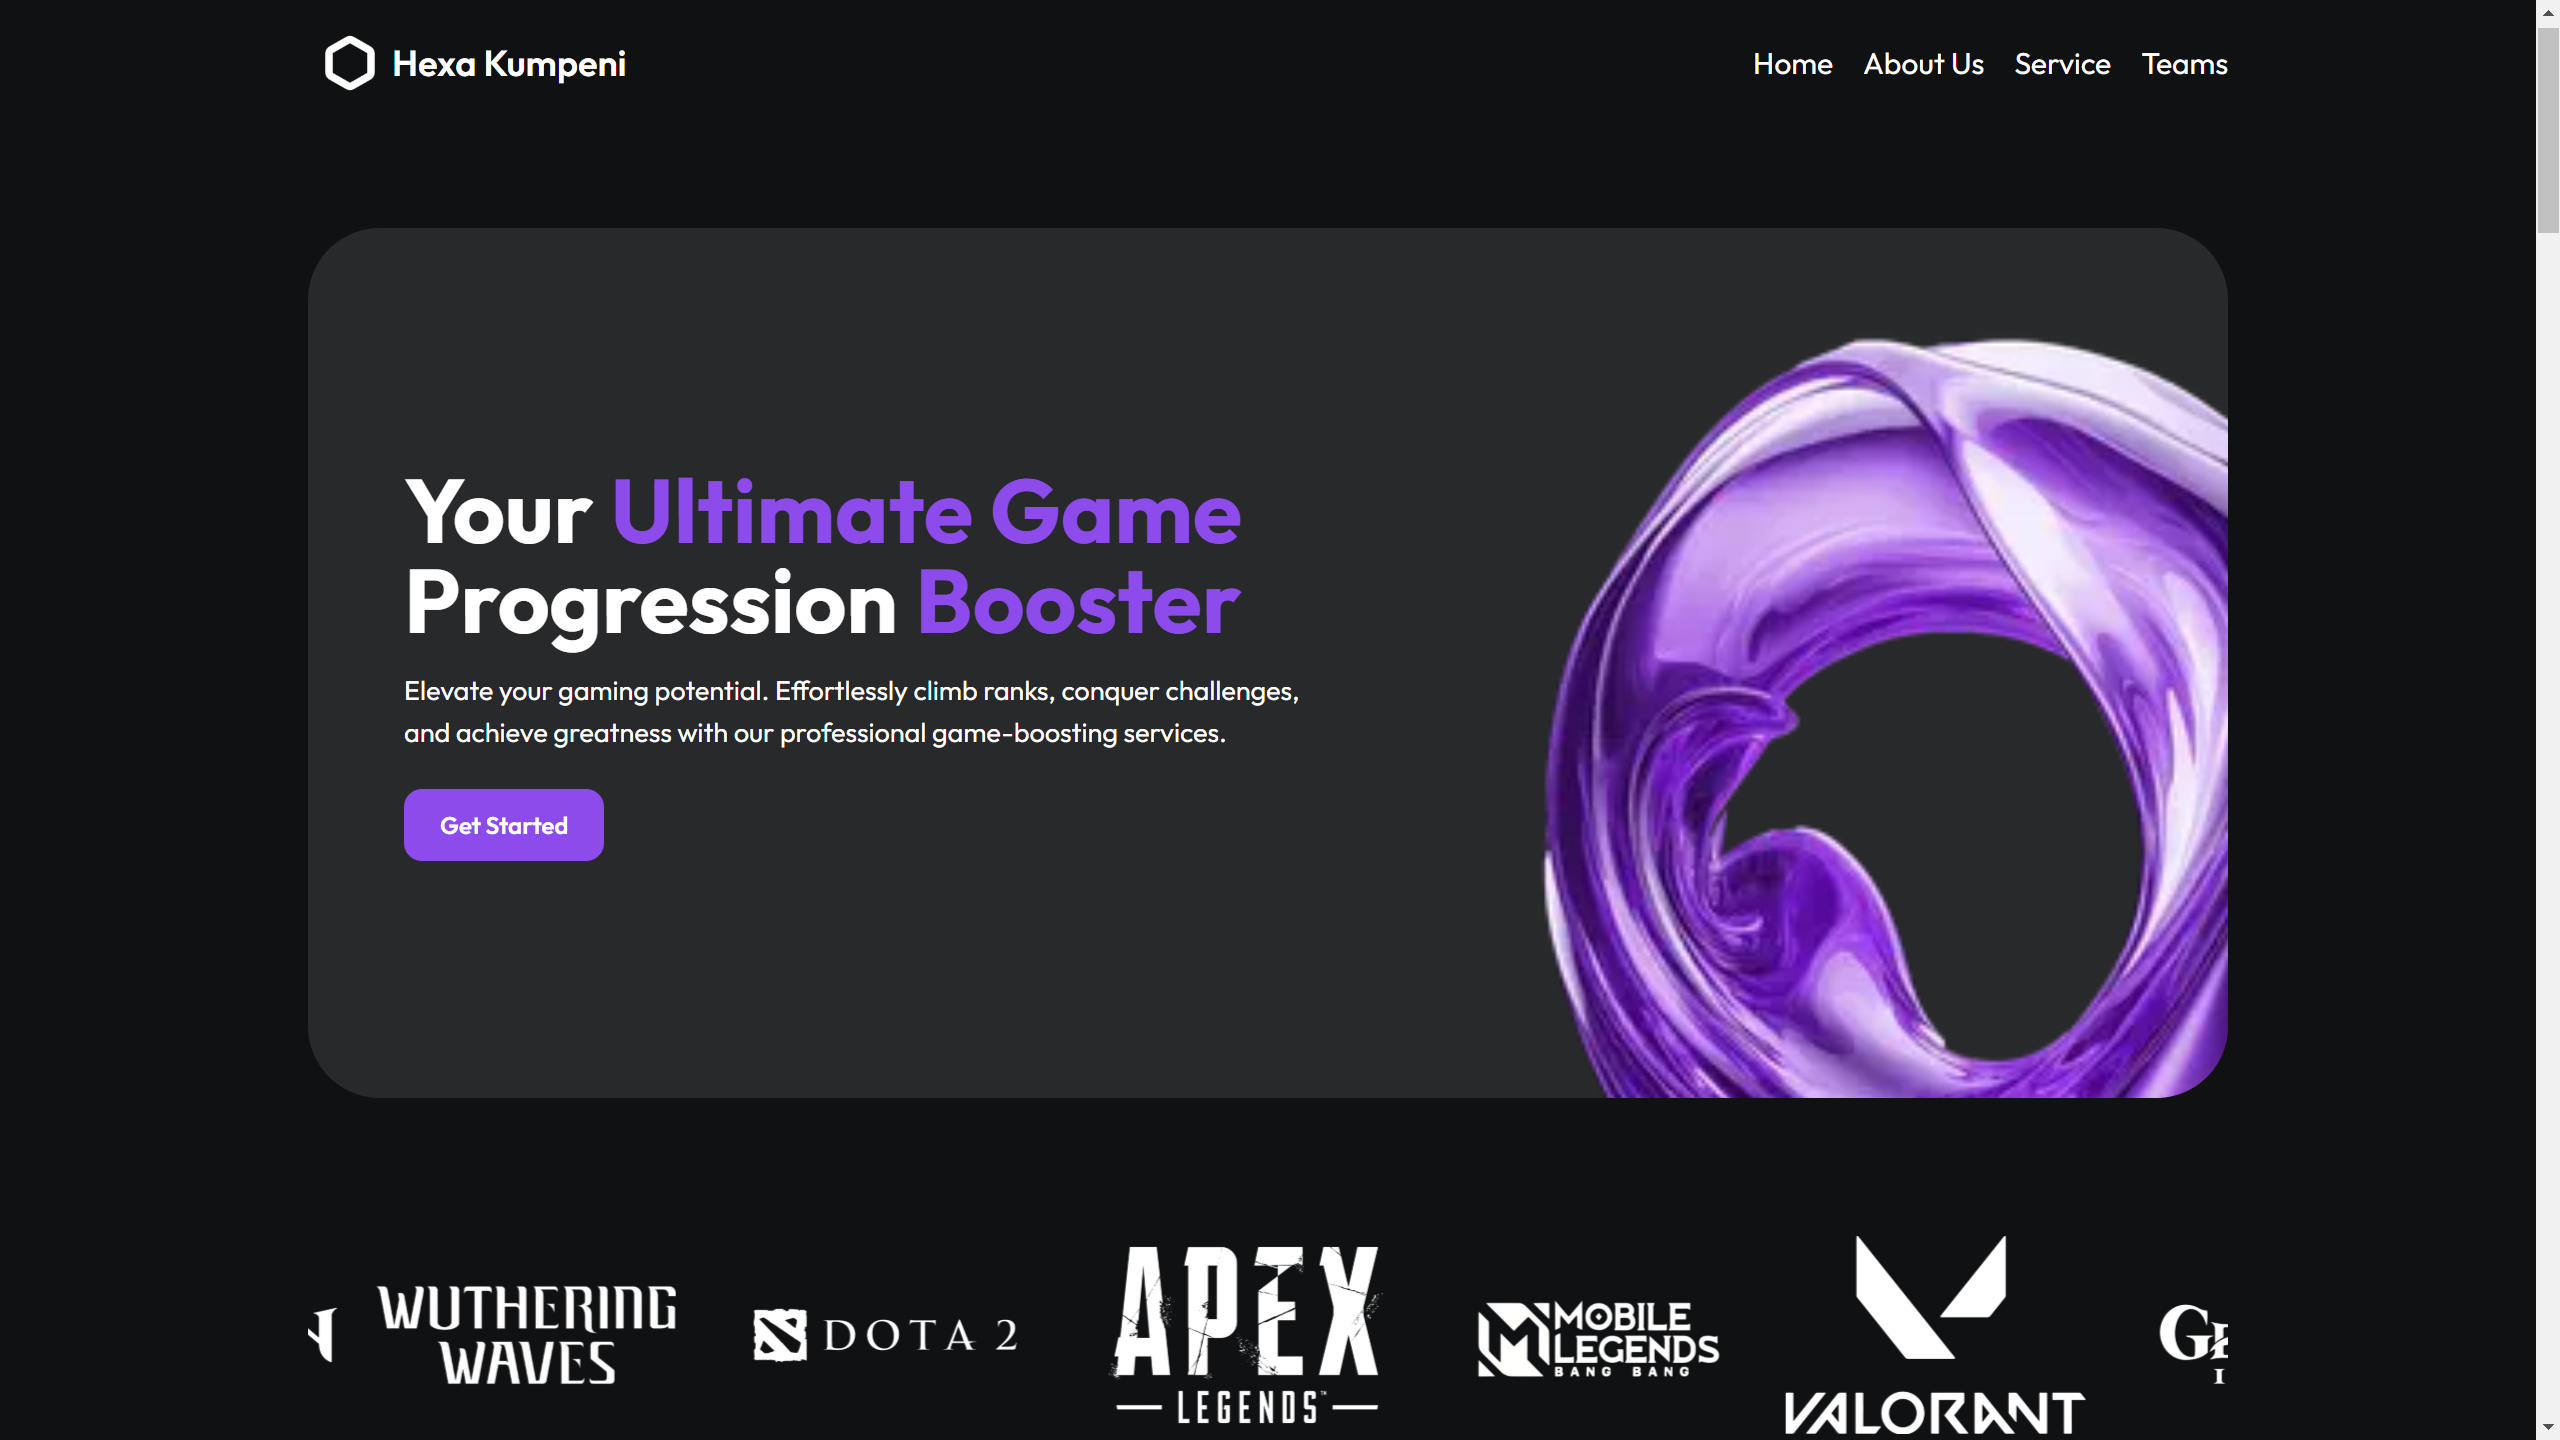 Hexa Kumpeni
Home About Us Service Teams
Your Ultimate Game
Progression Booster
Elevate your gaming potential. Effortlessly climb ranks, conquer challenges,
and achieve greatness with our professional game-boosting services.
Get Started
WUTHERING
WAVES
DOTA 2
APEX
LEGENDS™
MOBILE
LEGENDS
BANG BANG
VALORANT